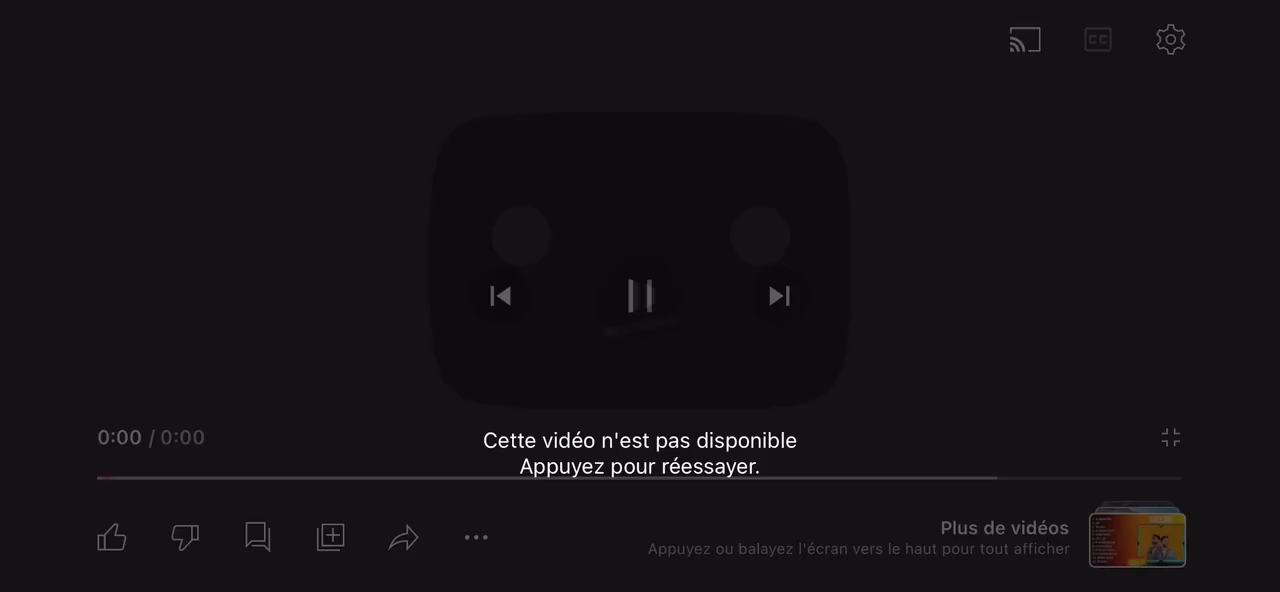 CC
0:00 / 0:00
Cette vidéo n'est pas disponible
Appuyez pour réessayer.
Plus de vidéos
Appuyez ou balayez l'écran vers le haut pour tout afficher